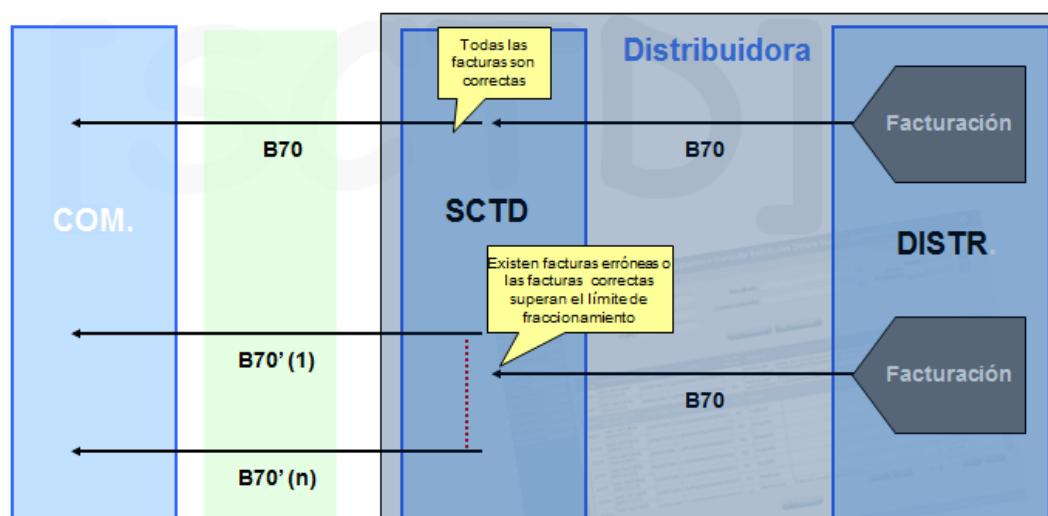 [SCTD]
Todas las
facturas son
correctas
Distribuidora
Facturación
B70
B70
SCTD
COM.
DISTR.
Existen facturas erróneas o
las facturas correctas
superan el límite de
fraccionamiento
B70' (1)
Facturación
B70
B70' (n)